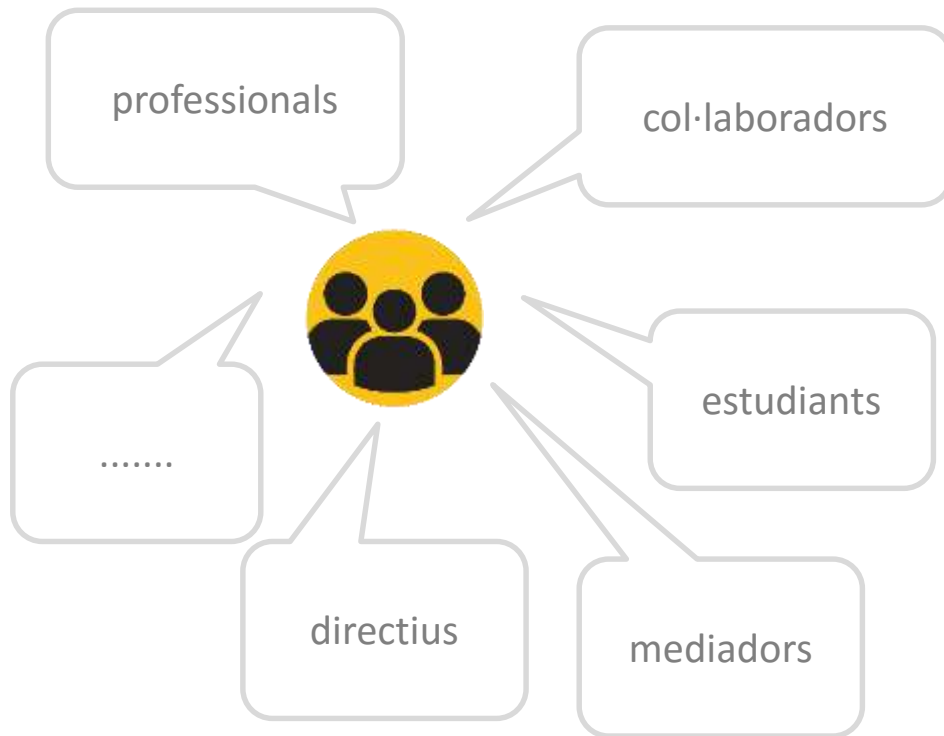 professionals
col·laboradors
estudiants
.......
directius
mediadors